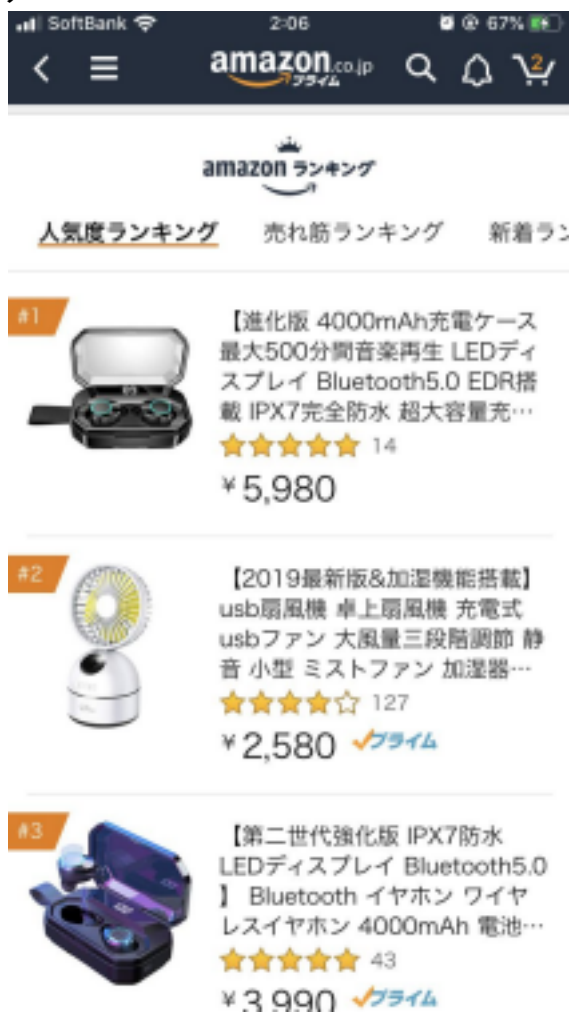 SoftBank 2:06 67%
amazon.co.jp
プライム
2
amazon ランキング
人気度ランキング 売れ筋ランキング 新着ラン
#1
【進化版 4000mAh充電ケース
最大500分間音楽再生 LEDディ
スプレイ Bluetooth5.0 EDR搭
載 IPX7完全防水 超大容量充…
14
¥5,980
#2
【2019最新版&加湿機能搭載】
usb扇風機 卓上扇風機 充電式
usbファン 大風量三段階調節 静
音 小型 ミストファン 加湿器…
127
¥2,580 プライム
#3
【第二世代強化版 IPX7防水
LEDディスプレイ Bluetooth5.0
】 Bluetooth イヤホン ワイヤ
レスイヤホン 4000mAh 電池…
43
¥3,990 プライム